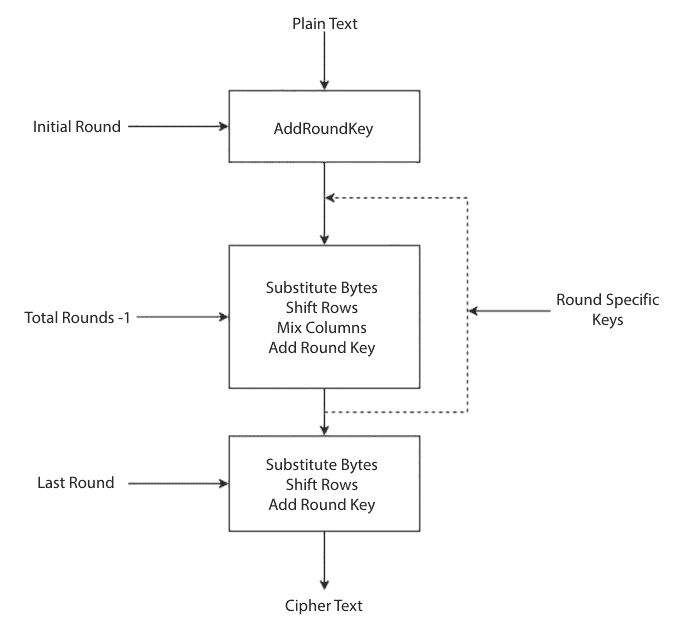 Plain Text
Initial Round
AddRoundKey
Substitute Bytes
Shift Rows
Mix Columns
Add Round Key
Total Rounds -1
Round Specific
Keys
Substitute Bytes
Shift Rows
Add Round Key
Last Round
Cipher Text